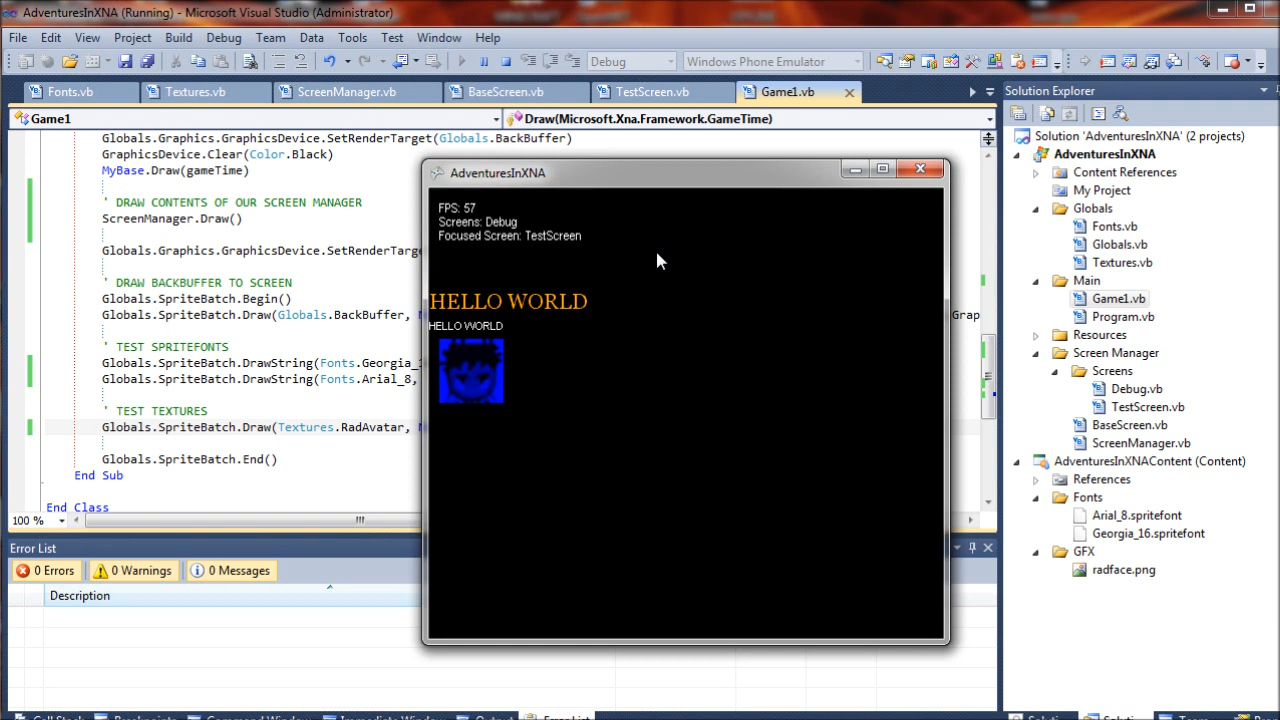 AdventuresInXNA (Running) - Microsoft Visual Studio (Administrator)
File Edit View Project Build Debug Team Data Tools Test Window Help
Debug Windows Phone Emulator
Fonts.vb Textures.vb ScreenManager.vb BaseScreen.vb TestScreen.vb Game1.vb
Game1 Draw(Microsoft.Xna.Framework.GameTime)
Globals.Graphics.GraphicsDevice.SetRenderTarget(Globals.BackBuffer)
GraphicsDevice.Clear(Color.Black)
MyBase.Draw(gameTime)
' DRAW CONTENTS OF OUR SCREEN MANAGER
ScreenManager.Draw()
Globals.Graphics.GraphicsDevice.SetRenderTarge
' DRAW BACKBUFFER TO SCREEN
Globals.SpriteBatch.Begin()
Globals.SpriteBatch.Draw(Globals.BackBuffer, N
Grap
' TEST SPRITEFONTS
Globals.SpriteBatch.DrawString(Fonts.Georgia_1
Globals.SpriteBatch.DrawString(Fonts.Arial_8,
' TEST TEXTURES
Globals.SpriteBatch.Draw(Textures.RadAvatar, N
Globals.SpriteBatch.End()
End Sub
End Class
100 %
AdventuresInXNA
FPS: 57
Screens: Debug
Focused Screen: TestScreen
HELLO WORLD
HELLO WORLD
Error List
0 Errors 0 Warnings 0 Messages
Description
Solution Explorer
Solution 'AdventuresInXNA' (2 projects)
AdventuresInXNA
Content References
My Project
Globals
Fonts.vb
Globals.vb
Textures.vb
Main
Game1.vb
Program.vb
Resources
Screen Manager
Screens
Debug.vb
TestScreen.vb
BaseScreen.vb
ScreenManager.vb
AdventuresInXNAContent (Content)
References
Fonts
Arial_8.spritefont
Georgia_16.spritefont
GFX
radface.png